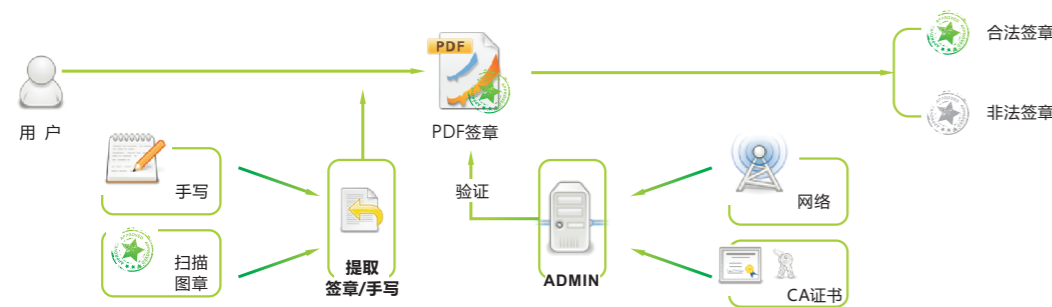 合法签章
PDF
用 户
PDF签章
非法签章
手写
验证
网络
扫描
图章
提取
签章/手写
ADMIN
CA证书